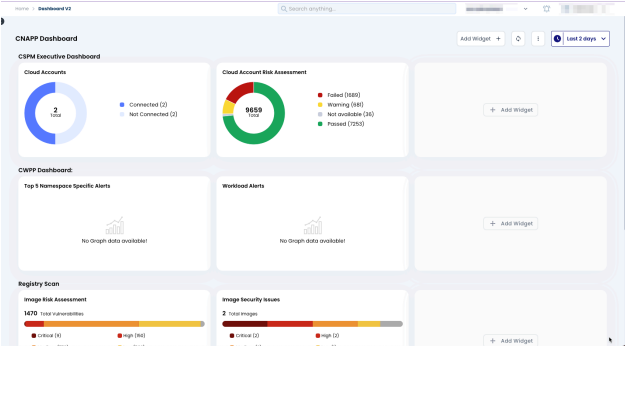 Home > Dashboard V2
Search anything...
CNAPP Dashboard
Add Widget +
Last 2 days
CSPM Executive Dashboard
Cloud Accounts
2
Total
Connected (2)
Not Connected (2)
Cloud Account Risk Assessment
9659
Total
Failed (1689)
Warning (681)
Not available (36)
Passed (7253)
+ Add Widget
CWPP Dashboard:
Top 5 Namespace Specific Alerts
No Graph data available!
Workload Alerts
No Graph data available!
+ Add Widget
Registry Scan
Image Risk Assessment
1470 Total Vulnerabilities
Critical (9)
High (150)
Image Security Issues
2 Total Images
Critical (2)
High (2)
+ Add Widget